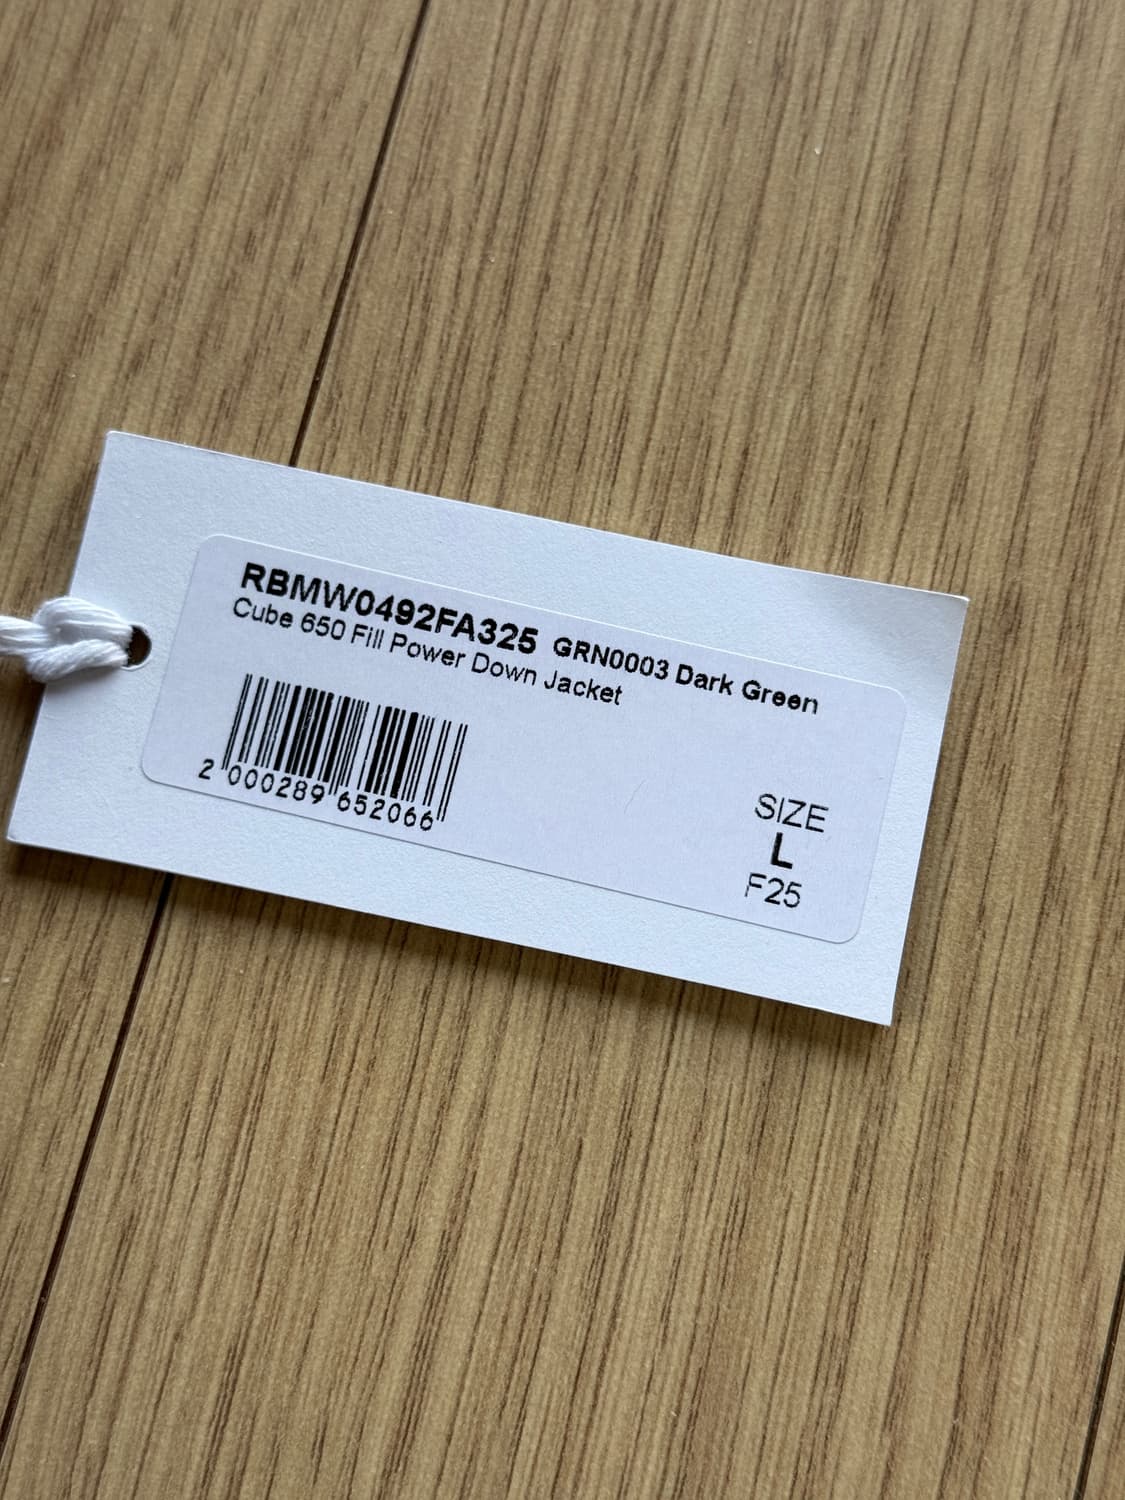 RBMW0492FA325 GRN0003 Dark Green
Cube 650 Fill Power Down Jacket
2 000289 652066
SIZE
L
F25